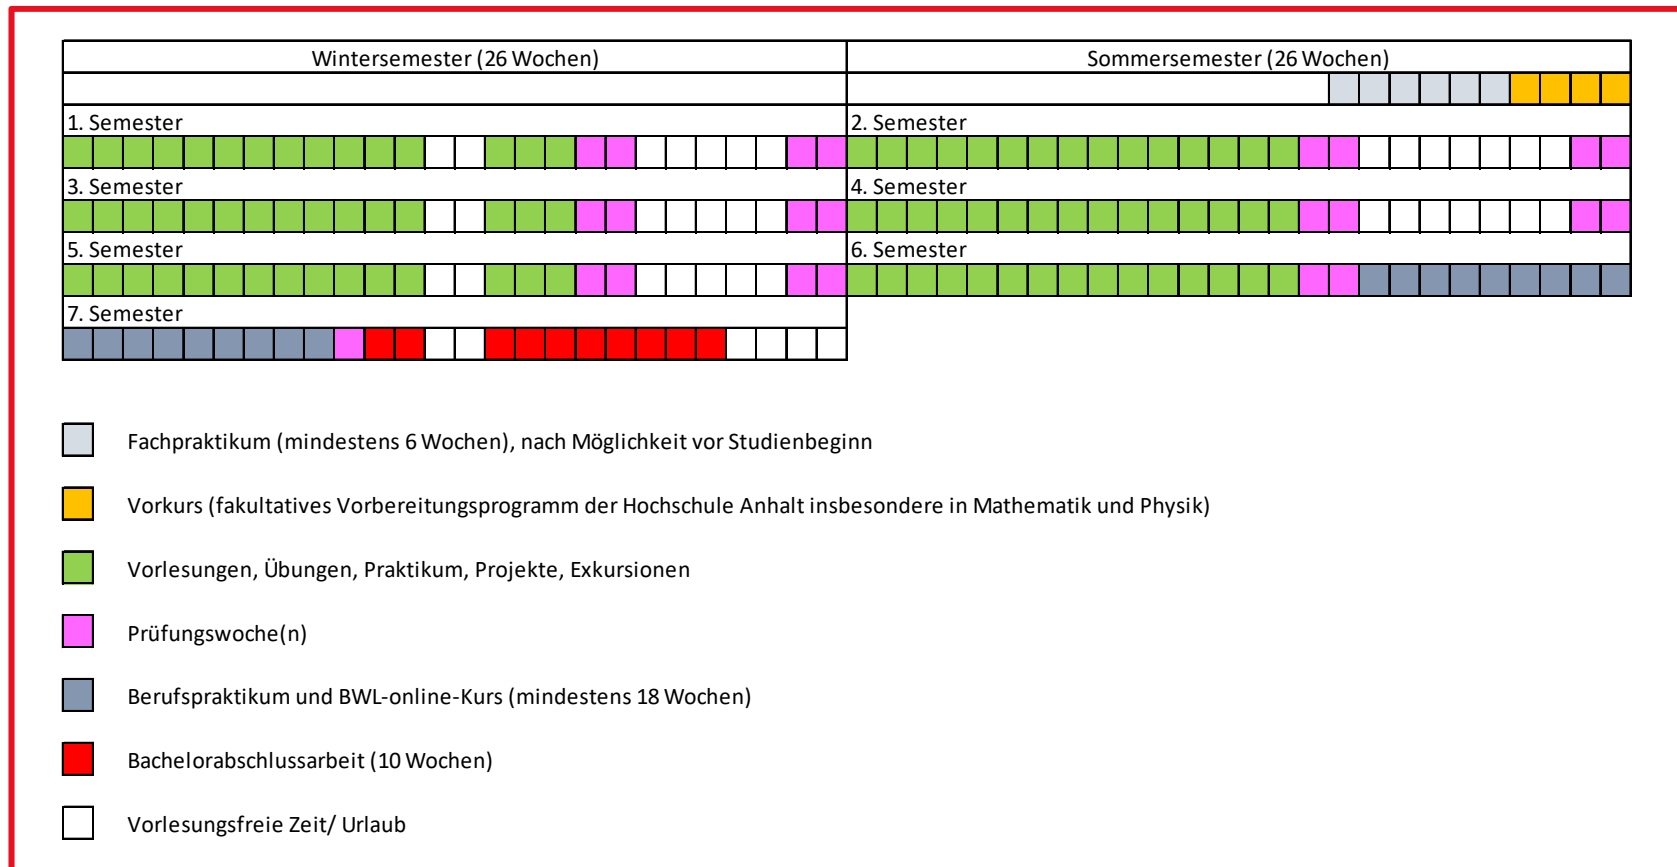 Wintersemester (26 Wochen)
Sommersemester (26 Wochen)
1. Semester
2. Semester
3. Semester
4. Semester
5. Semester
6. Semester
7. Semester
Fachpraktikum (mindestens 6 Wochen), nach Möglichkeit vor Studienbeginn
Vorkurs (fakultatives Vorbereitungsprogramm der Hochschule Anhalt insbesondere in Mathematik und Physik)
Vorlesungen, Übungen, Praktikum, Projekte, Exkursionen
Prüfungswoche(n)
Berufspraktikum und BWL-online-Kurs (mindestens 18 Wochen)
Bachelorabschlussarbeit (10 Wochen)
Vorlesungsfreie Zeit/ Urlaub